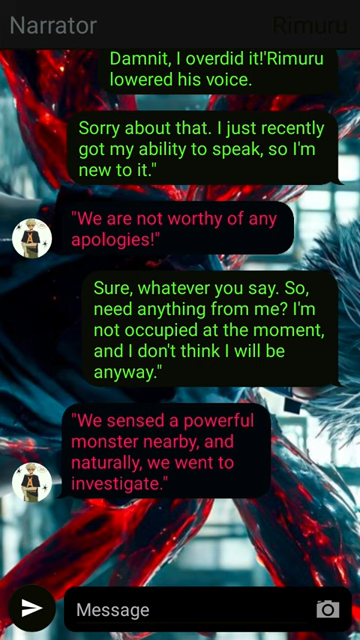 Narrator
Rimuru
Damnit, I overdid it!'Rimuru
lowered his voice.
Sorry about that. I just recently
got my ability to speak, so I'm
new to it."
"We are not worthy of any
apologies!"
Sure, whatever you say. So,
need anything from me? I'm
not occupied at the moment,
and I don't think I will be
anyway."
"We sensed a powerful
monster nearby, and
naturally, we went to
investigate."
Message